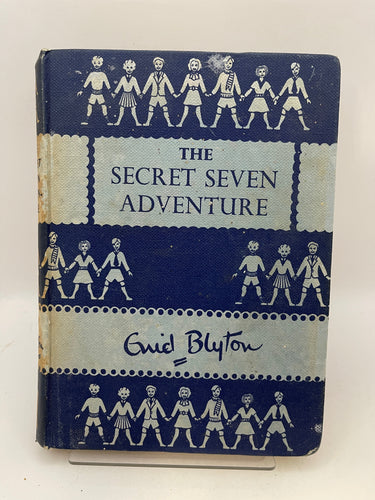 THE
SECRET SEVEN
ADVENTURE
Enid Blyton